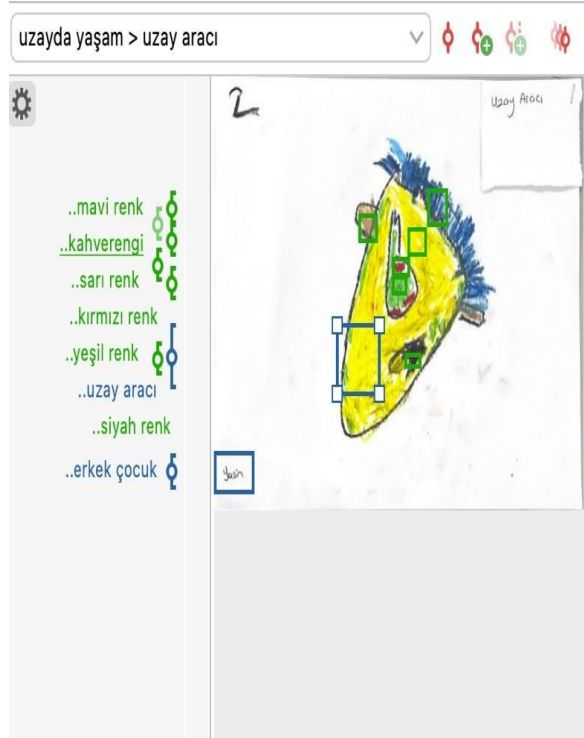 uzayda yaşam > uzay aracı
2
Uzay Aracı
..mavi renk
..kahverengi
..sarı renk
..kırmızı renk
..yeşil renk
..uzay aracı
..siyah renk
..erkek çocuk
Yasin